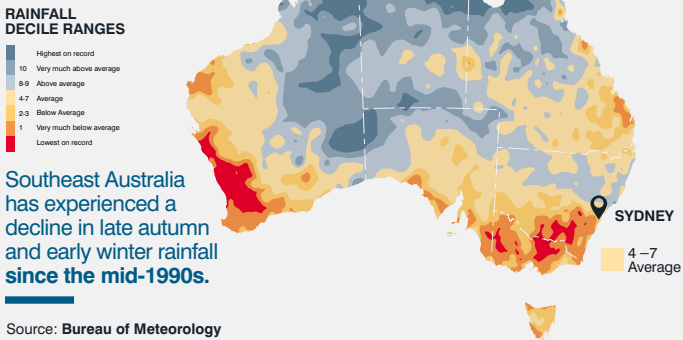 RAINFALL
DECILE RANGES
Highest on record
10 Very much above average
8-9 Above average
4-7 Average
2-3 Below Average
1 Very much below average
Lowest on record
Southeast Australia
has experienced a
decline in late autumn
and early winter rainfall
since the mid-1990s.
SYDNEY
4 –7
Average
Source: Bureau of Meteorology